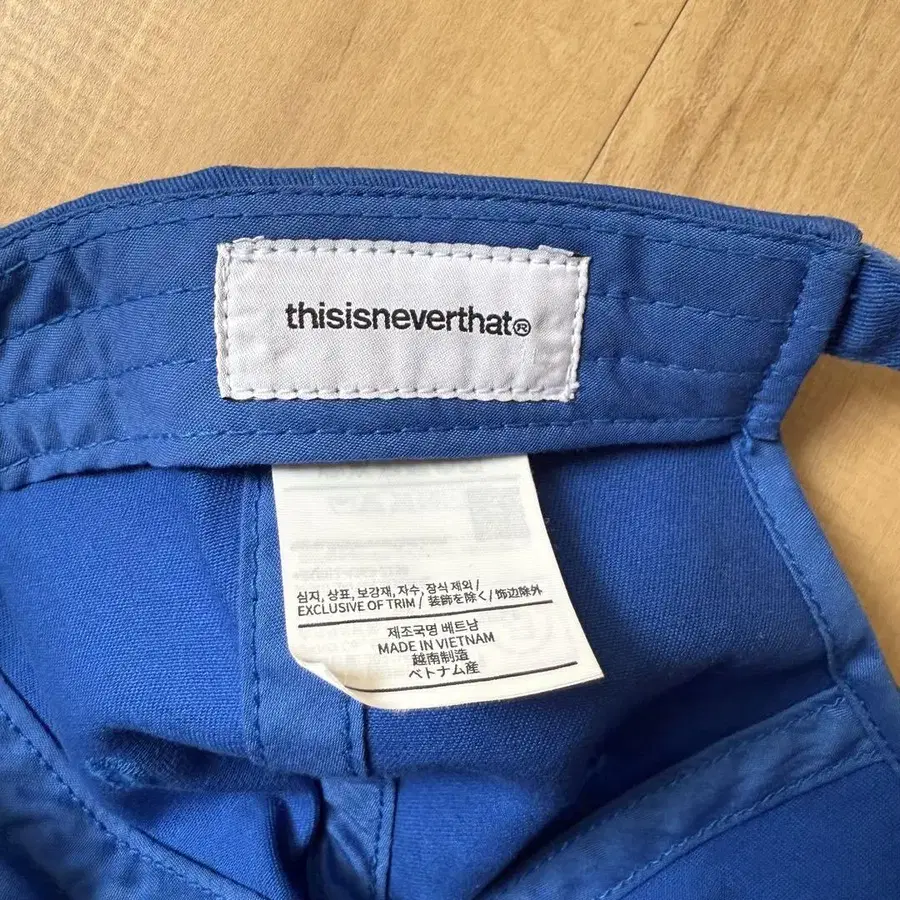 thisisneverthat®
심지, 상표, 보강재, 자수, 장식 제외 /
EXCLUSIVE OF TRIM / 装飾を除く / 饰边除外
제조국명 베트남
MADE IN VIETNAM
越南制造
ベトナム産